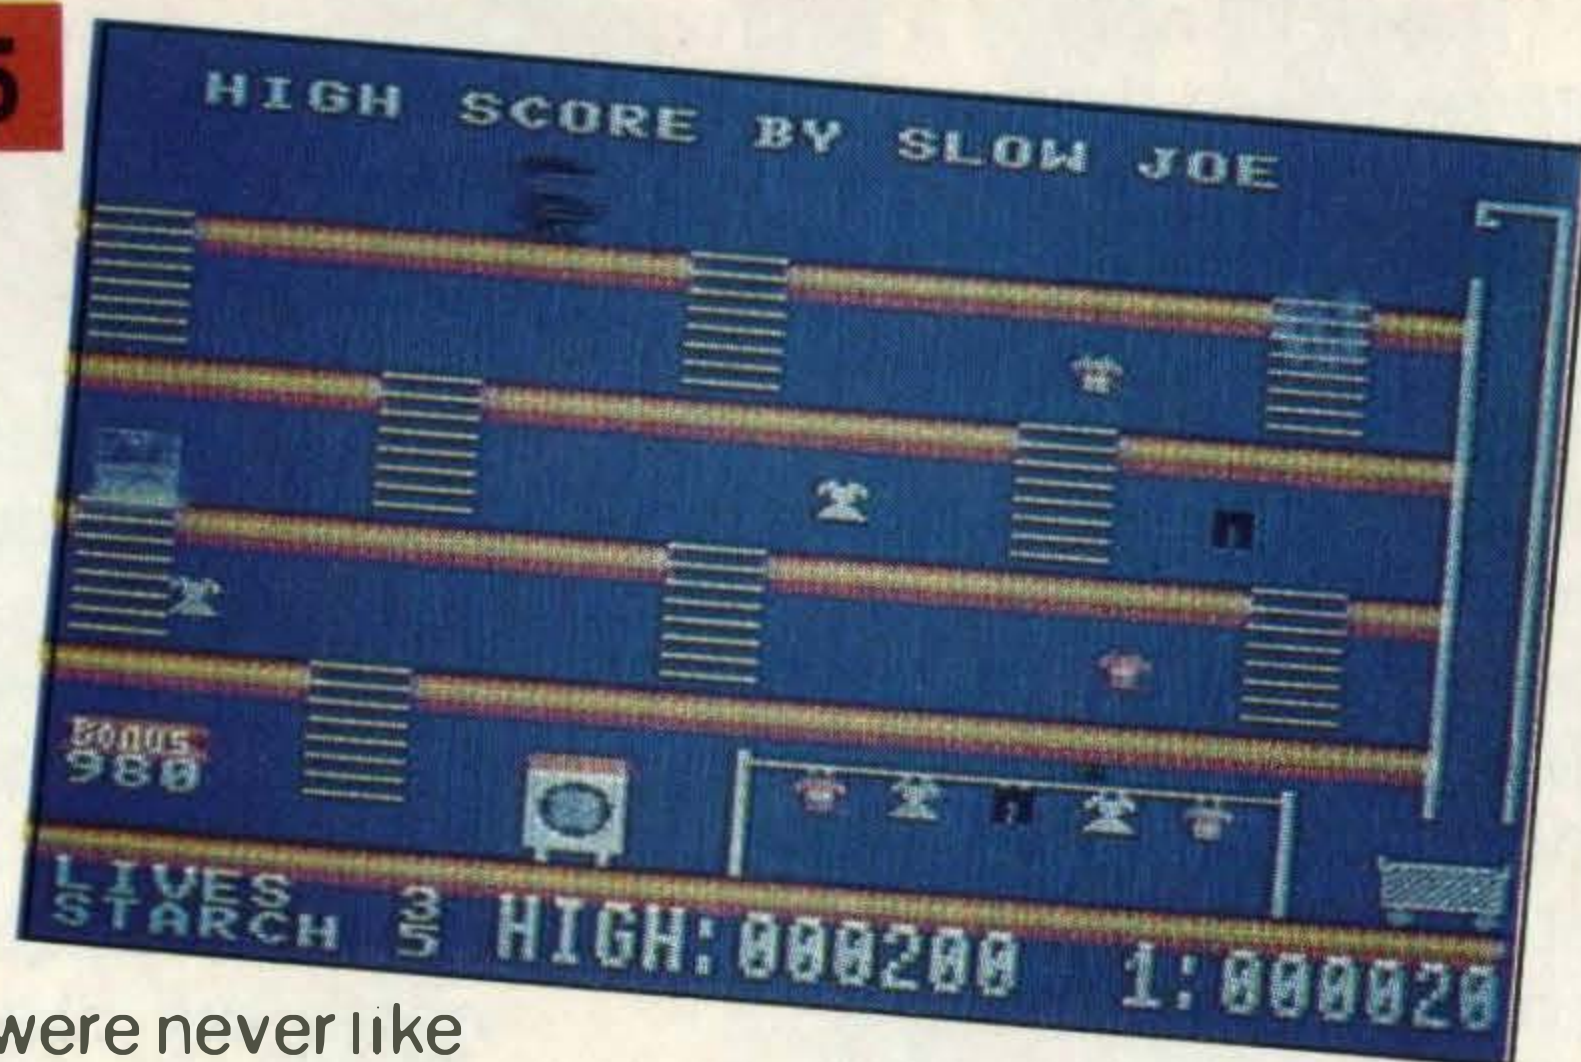 5
HIGH SCORE BY SLOW JOE
BONUS
980
LIVES 3
STARCH 5
HIGH:000200 1:000020
were never like